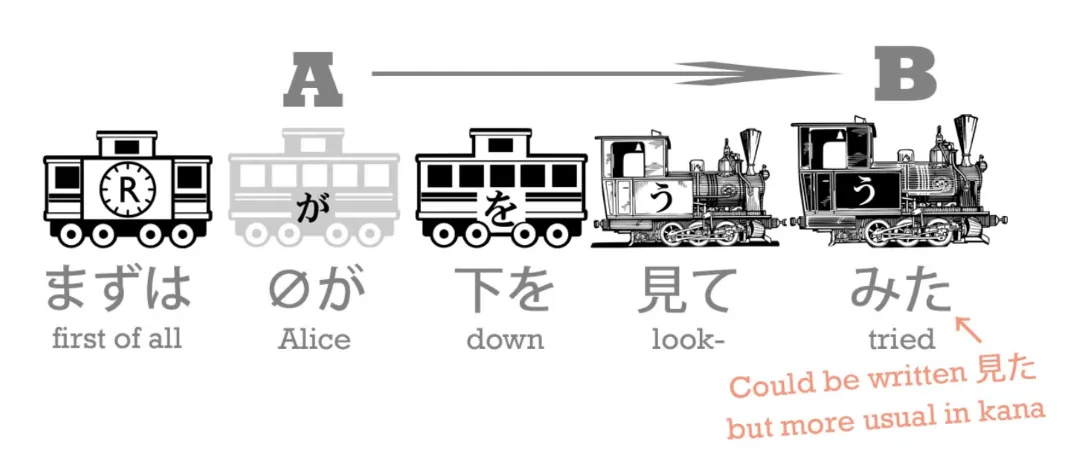 A B
R が を う う
まずは ∅が 下を 見て みた
first of all Alice down look- tried
Could be written 見た
but more usual in kana